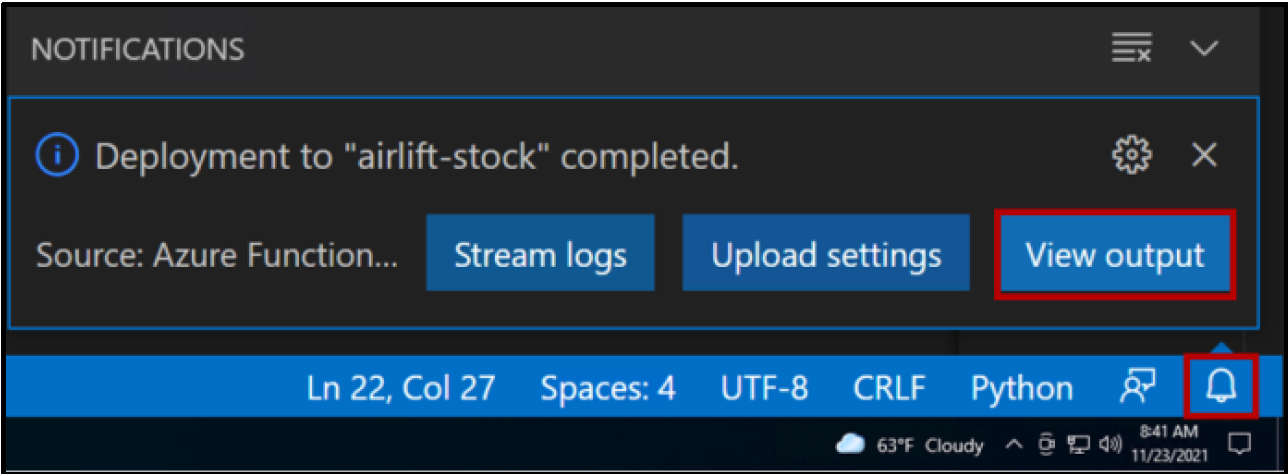 NOTIFICATIONS
Deployment to "airlift-stock" completed.
Source: Azure Function... Stream logs Upload settings View output
Ln 22, Col 27 Spaces: 4 UTF-8 CRLF Python
63°F Cloudy 8:41 AM
11/23/2021